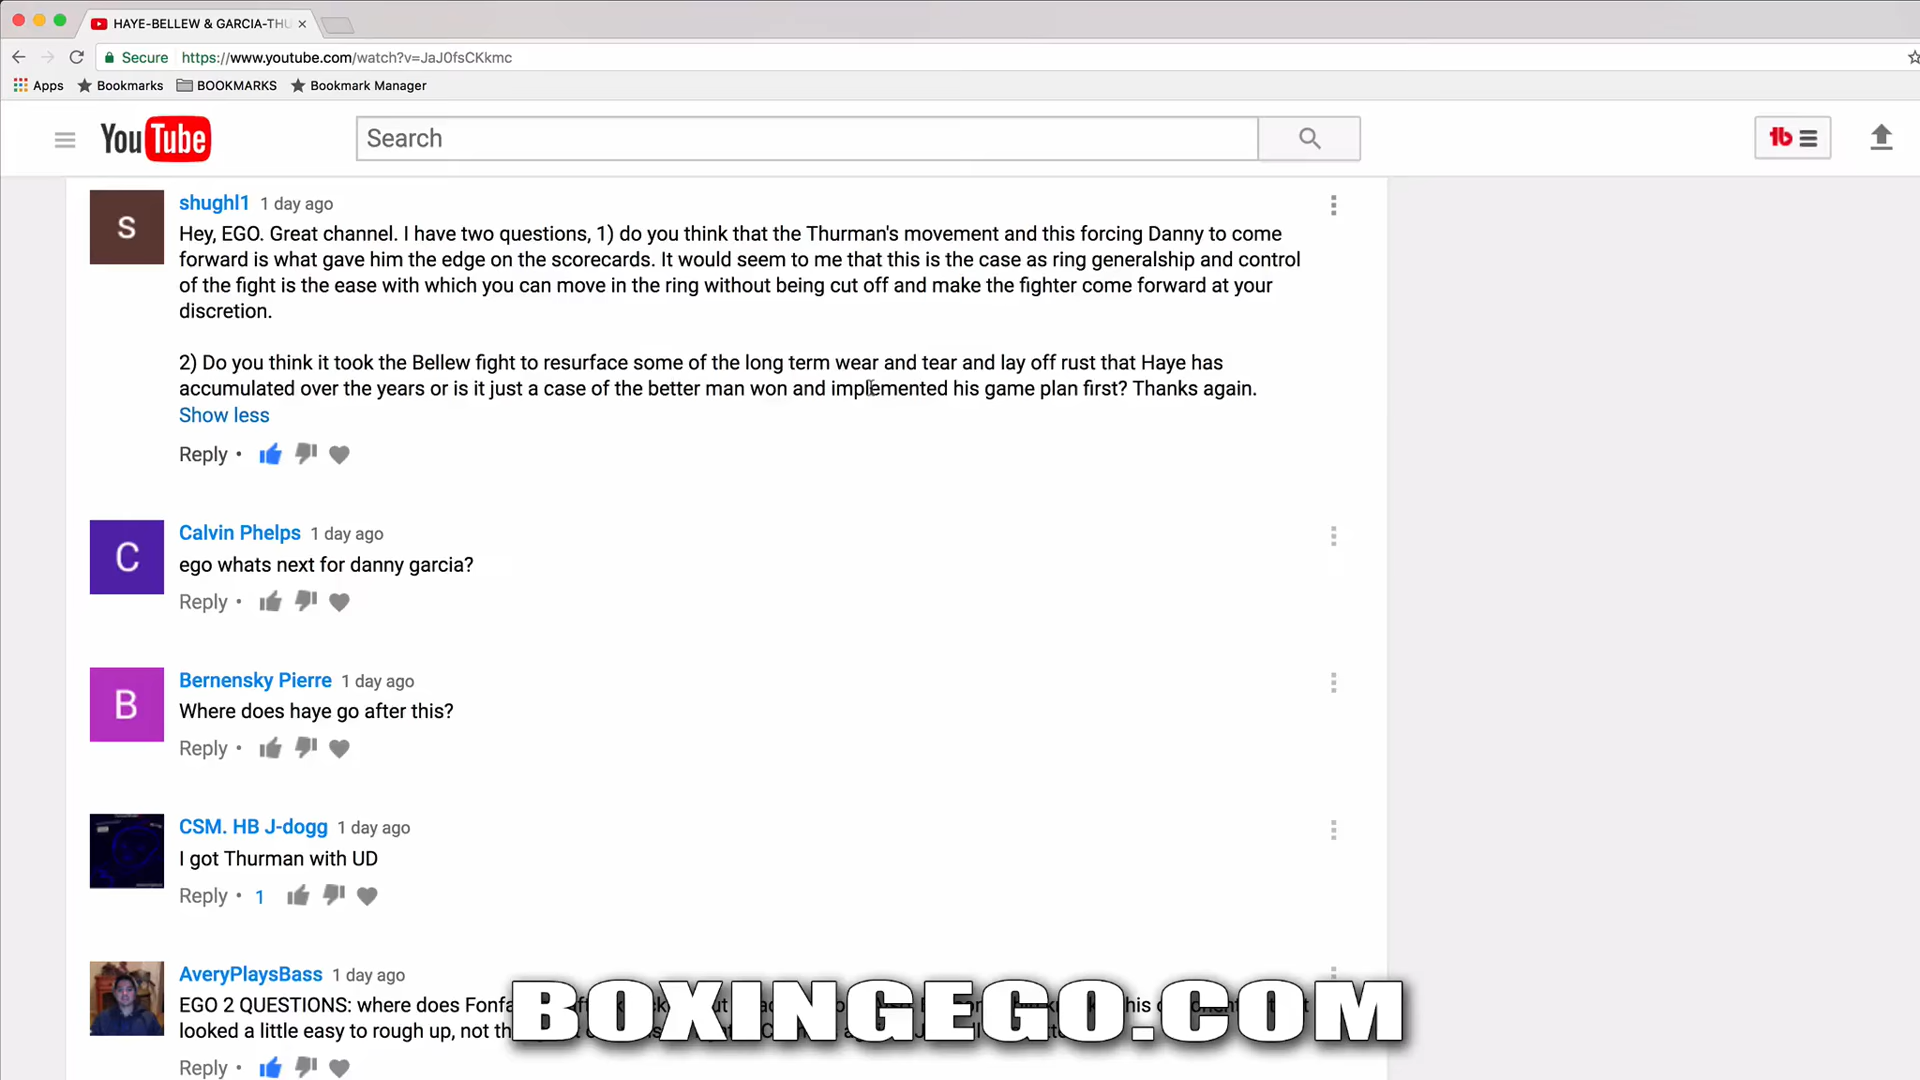 HAYE-BELLEW & GARCIA-THU
Secure https://www.youtube.com/watch?v=JaJ0fsCKkmc
Apps Bookmarks BOOKMARKS Bookmark Manager
YouTube Search
shughl1 1 day ago
S
Hey, EGO. Great channel. I have two questions, 1) do you think that the Thurman's movement and this forcing Danny to come
forward is what gave him the edge on the scorecards. It would seem to me that this is the case as ring generalship and control
of the fight is the ease with which you can move in the ring without being cut off and make the fighter come forward at your
discretion.
2) Do you think it took the Bellew fight to resurface some of the long term wear and tear and lay off rust that Haye has
accumulated over the years or is it just a case of the better man won and implemented his game plan first? Thanks again.
Show less
Reply •
Calvin Phelps 1 day ago
C
ego whats next for danny garcia?
Reply •
Bernensky Pierre 1 day ago
B
Where does haye go after this?
Reply •
CSM. HB J-dogg 1 day ago
I got Thurman with UD
Reply • 1
AveryPlaysBass 1 day ago
EGO 2 QUESTIONS: where does
looked a little easy to rough up, not
BOXINGEGO.COM
Reply •